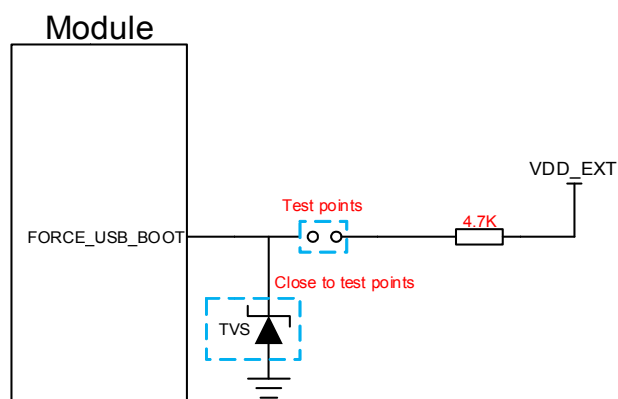 Module
VDD_EXT
Test points
4.7K
FORCE_USB_BOOT
Close to test points
TVS